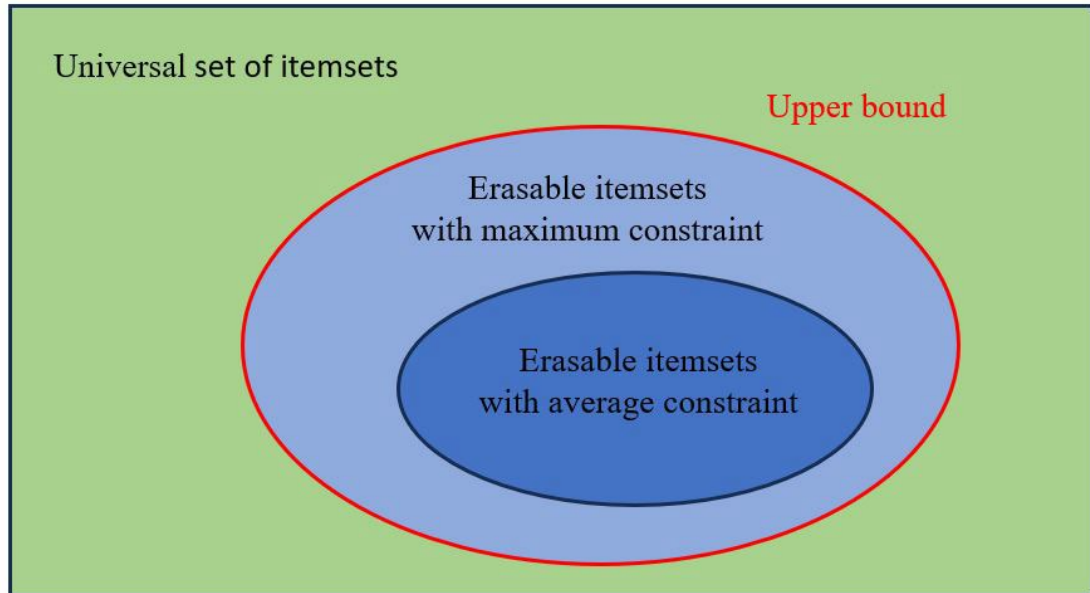 Universal set of itemsets
Upper bound
Erasable itemsets
with maximum constraint
Erasable itemsets
with average constraint